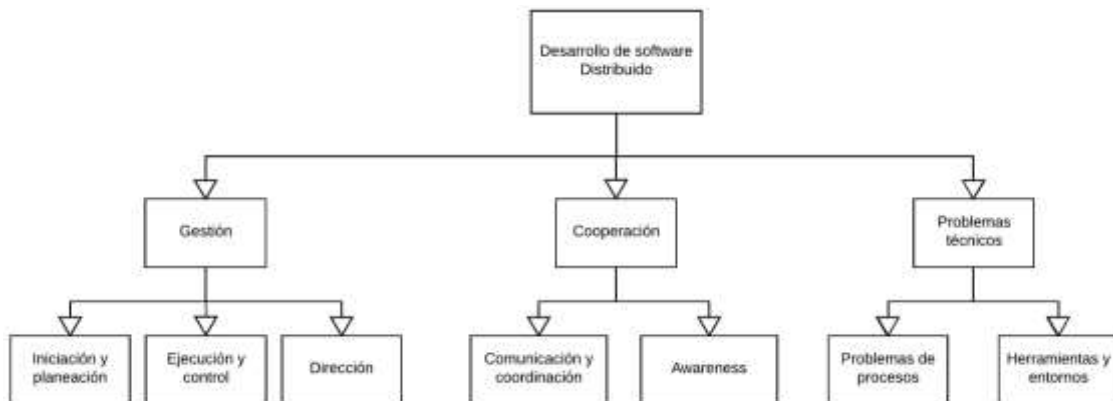 Desarrollo de software
Distribuido
Gestión
Cooperación
Problemas
técnicos
Iniciación y
planeación
Ejecución y
control
Dirección
Comunicación y
coordinación
Awareness
Problemas de
procesos
Herramientas y
entornos